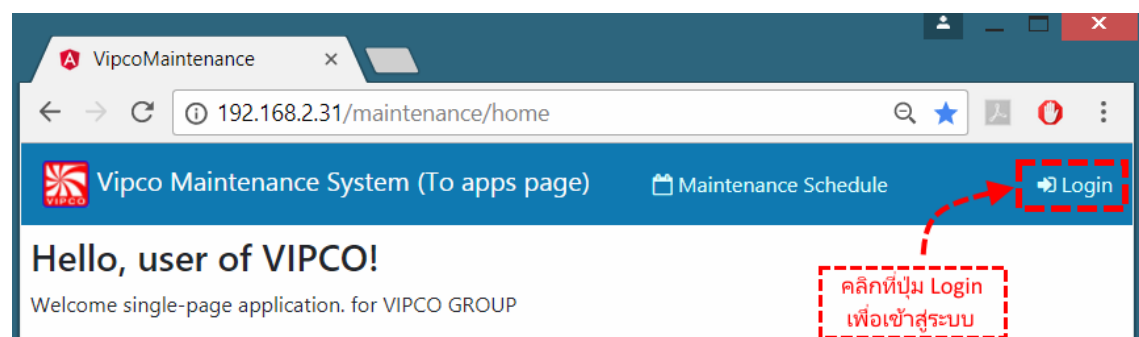 VipcoMaintenance
192.168.2.31/maintenance/home
VIPCO
Vipco Maintenance System (To apps page)
Maintenance Schedule
Login
Hello, user of VIPCO!
Welcome single-page application. for VIPCO GROUP
คลิกที่ปุ่ม Login
เพื่อเข้าสู่ระบบ